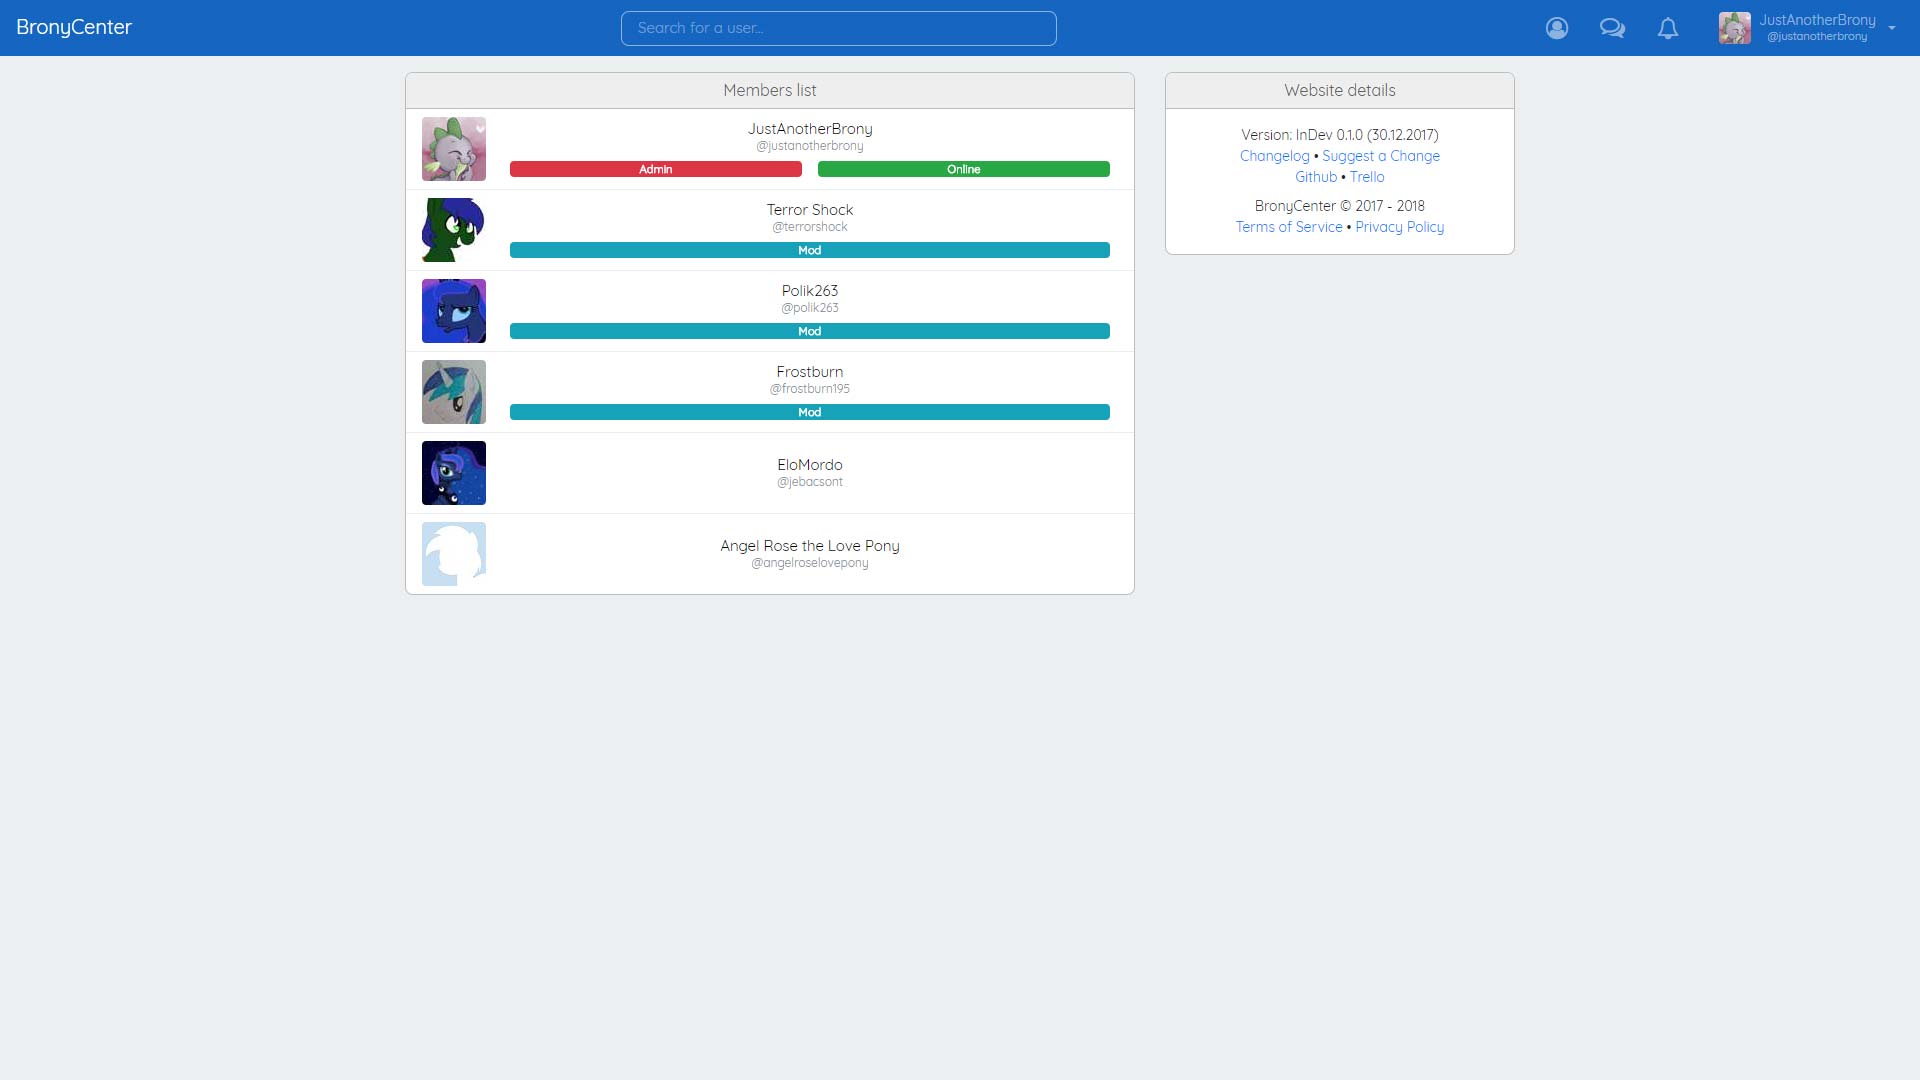 BronyCenter
Search for a user...
JustAnotherBrony
@justanotherbrony
Members list
JustAnotherBrony
@justanotherbrony
Admin
Online
Terror Shock
@terrorshock
Mod
Polik263
@polik263
Mod
Frostburn
@frostburn195
Mod
EloMordo
@jebacsont
Angel Rose the Love Pony
@angelroselovepony
Website details
Version: InDev 0.1.0 (30.12.2017)
Changelog • Suggest a Change
Github • Trello
BronyCenter © 2017 - 2018
Terms of Service • Privacy Policy